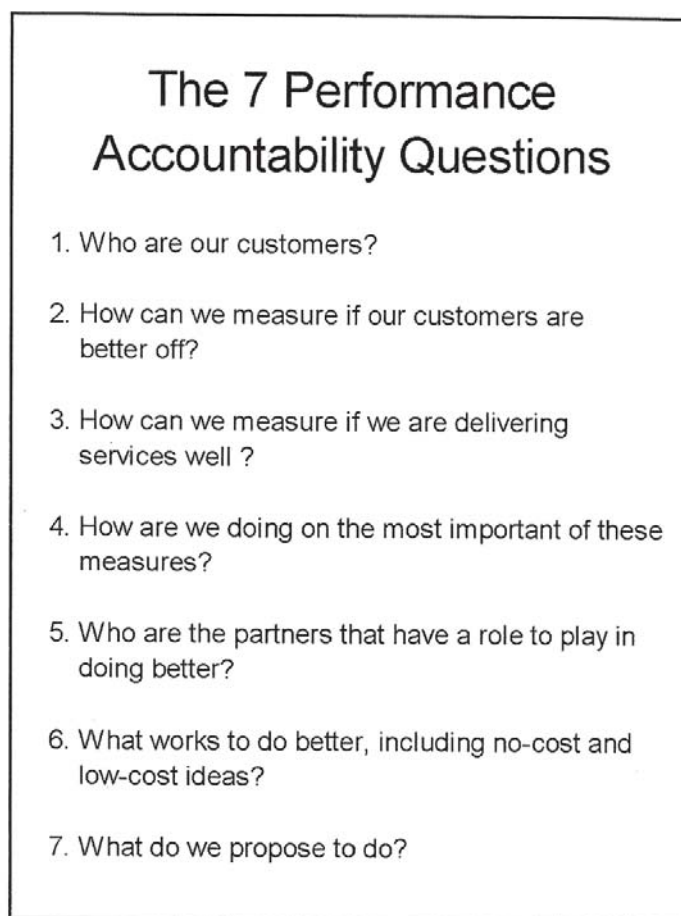 The 7 Performance
Accountability Questions
1. Who are our customers?
2. How can we measure if our customers are
better off?
3. How can we measure if we are delivering
services well ?
4. How are we doing on the most important of these
measures?
5. Who are the partners that have a role to play in
doing better?
6. What works to do better, including no-cost and
low-cost ideas?
7. What do we propose to do?